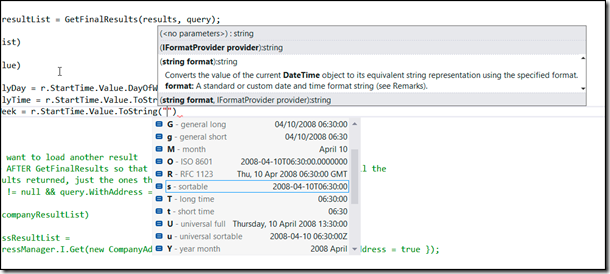 esultList = GetFinalResults(results, query);
(<no parameters>) : string
ist)
(IFormatProvider provider):string
lue)
(string format):string
Converts the value of the current DateTime object to its equivalent string representation using the specified format.
format: A standard or custom date and time format string (see Remarks).
lyDay = r.StartTime.Value.DayOfW
lyTime = r.StartTime.Value.ToStri
(string format, IFormatProvider provider):string
eek = r.StartTime.Value.ToString("")
G - general long 04/10/2008 06:30:00
g - general short 04/10/2008 06:30
M - month April 10
want to load another result
O - ISO 8601 2008-04-10T06:30:00.0000000
AFTER GetFinalResults so that
R - RFC 1123 Thu, 10 Apr 2008 06:30:00 GMT
l the
ults returned, just the ones th
s - sortable 2008-04-10T06:30:00
!= null && query.WithAddress =
T - long time 06:30:00
t - short time 06:30
ompanyResultList)
U - universal full Thursday, 10 April 2008 13:30:00
u - universal sortable 2008-04-10 06:30:00Z
ssResultList =
ressManager.I.Get(new CompanyAd
Y - year month 2008 April
ddress = true });